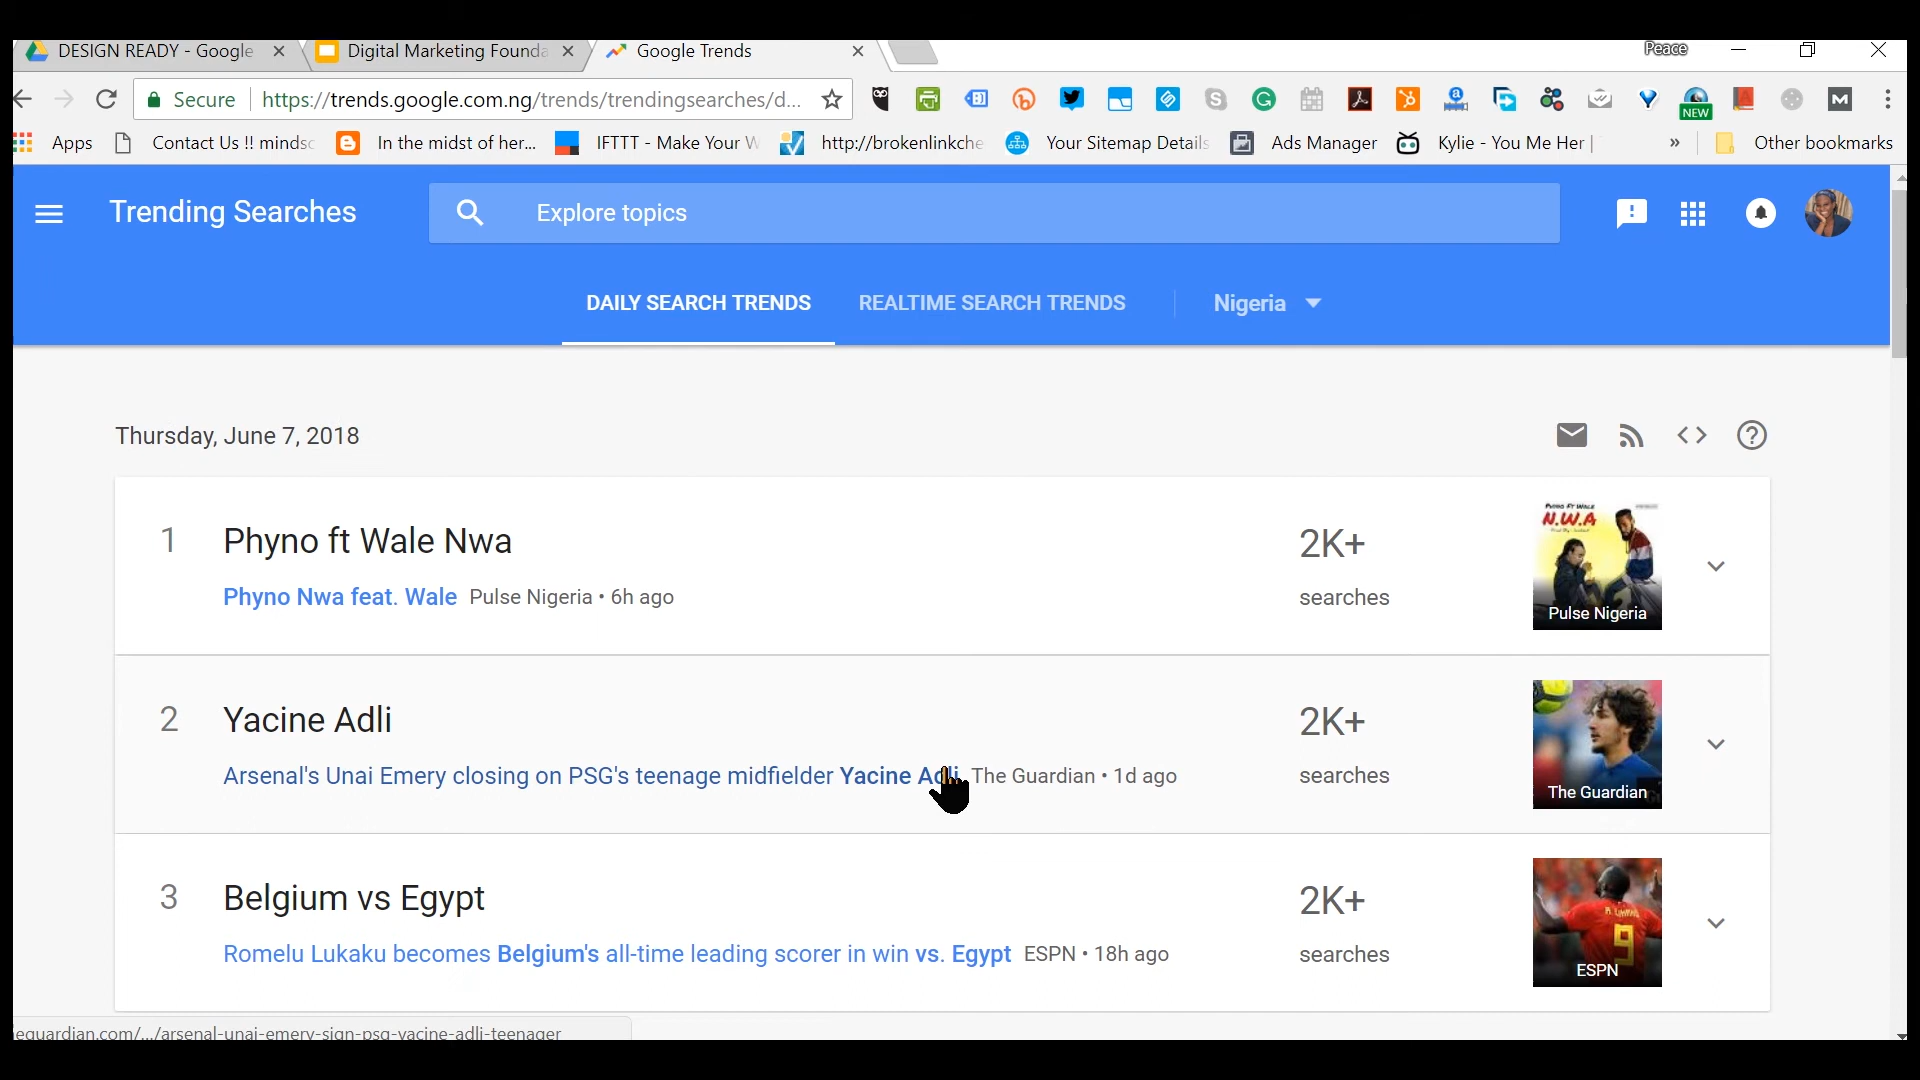 DESIGN READY - Google
Digital Marketing Founda
Google Trends
Peace
Secure
https://trends.google.com.ng/trends/trendingsearches/d...
NEW
Apps
Contact Us !! mindsc
In the midst of her...
IFTTT - Make Your W
http://brokenlinkche
Your Sitemap Details
Ads Manager
Kylie - You Me Her |
»
Other bookmarks
Trending Searches
Explore topics
DAILY SEARCH TRENDS
REALTIME SEARCH TRENDS
Nigeria
Thursday, June 7, 2018
1
Phyno ft Wale Nwa
2K+
Phyno Nwa feat. Wale Pulse Nigeria • 6h ago
searches
PHYNO FT WALE
N.W.A
Pulse Nigeria
2
Yacine Adli
2K+
Arsenal's Unai Emery closing on PSG's teenage midfielder Yacine Adli The Guardian • 1d ago
searches
The Guardian
3
Belgium vs Egypt
2K+
Romelu Lukaku becomes Belgium's all-time leading scorer in win vs. Egypt ESPN • 18h ago
searches
9
ESPN
eguardian.com/.../arsenal-unai-emery-sign-psg-yacine-adli-teenager